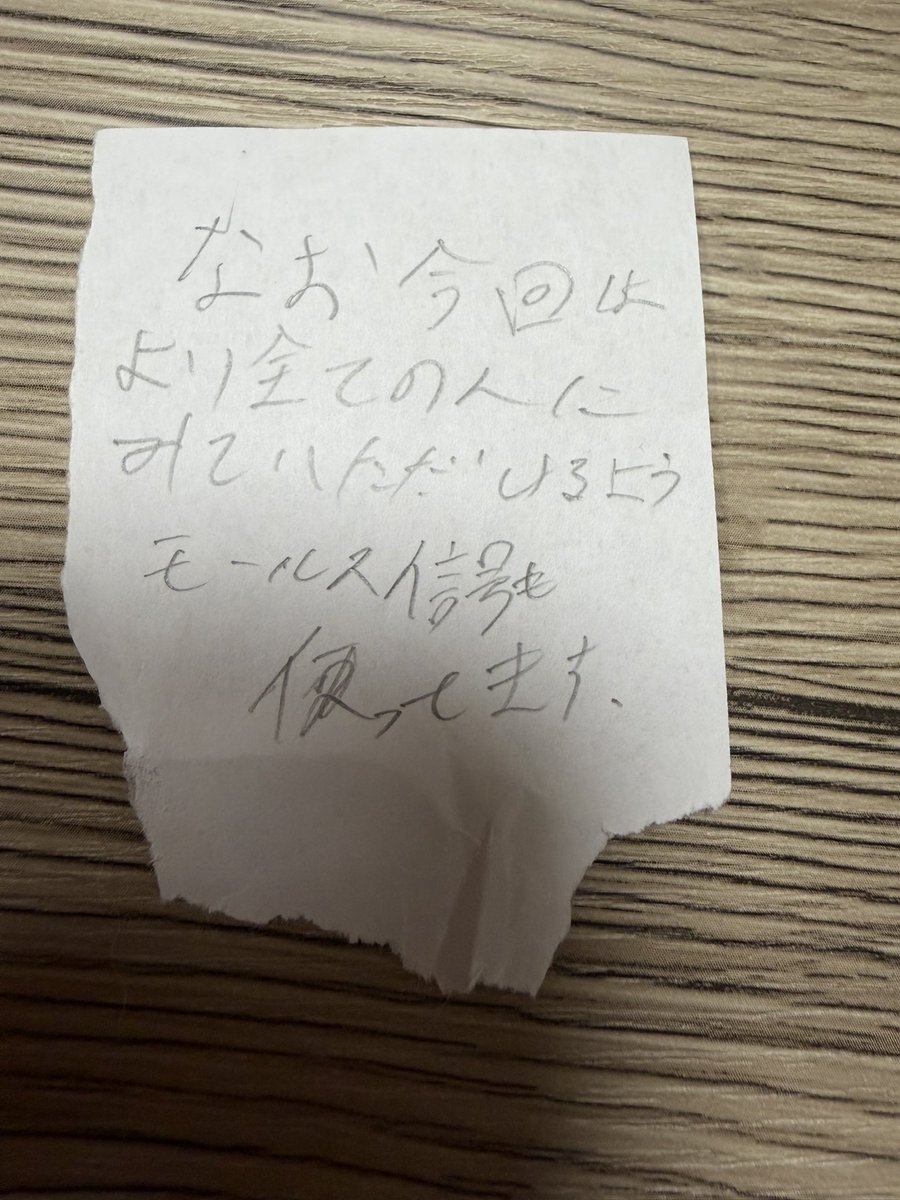 なお今回は
より全ての人に
みていただけるよう
モールス信号も
使ってます.